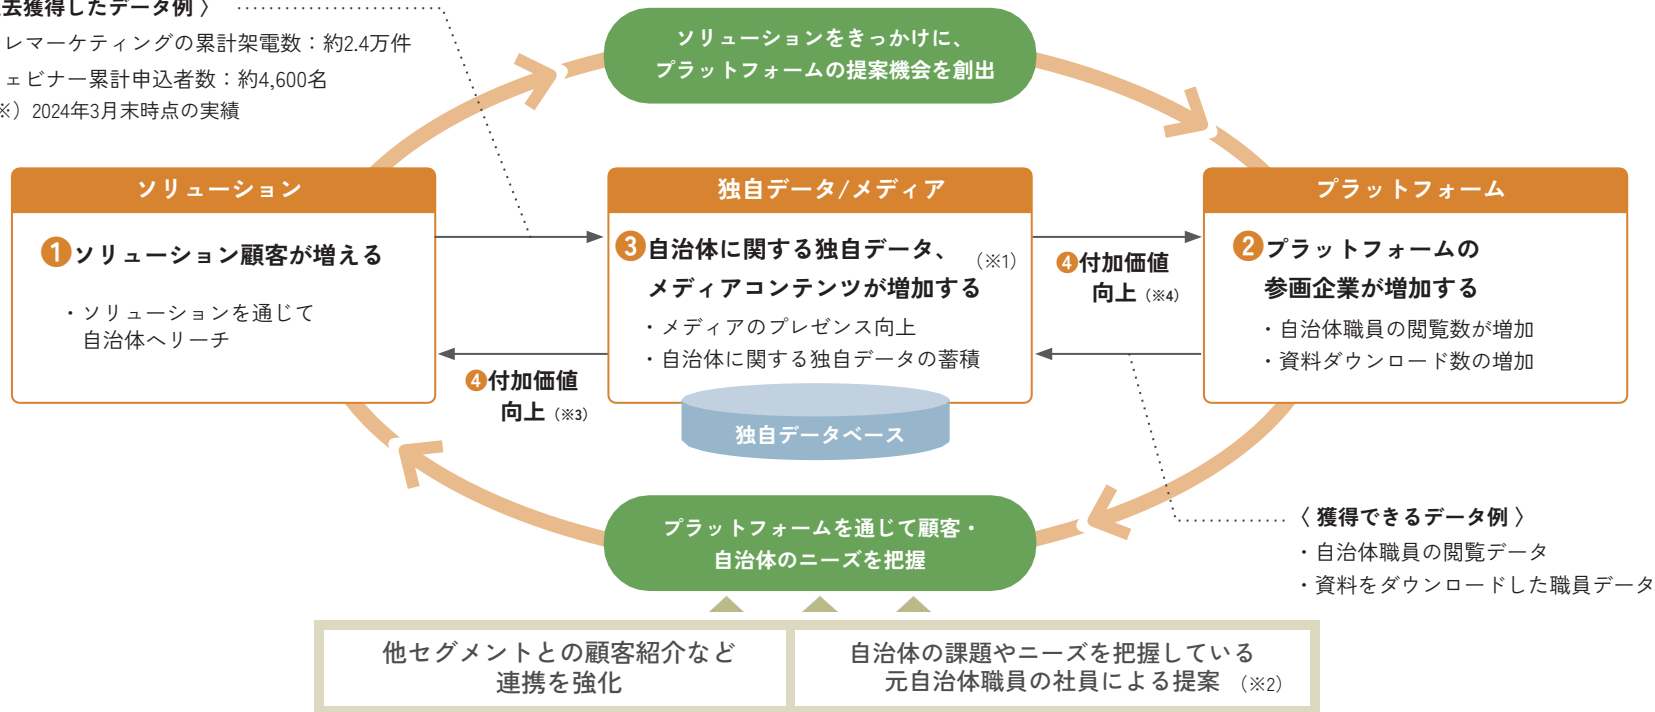 去獲得したデータ例 〉
レマーケティングの累計架電数：約2.4万件
ェビナー累計申込者数：約4,600名
※）2024年3月末時点の実績
ソリューションをきっかけに、
プラットフォームの提案機会を創出
ソリューション
❶ソリューション顧客が増える
・ソリューションを通じて
自治体へリーチ
独自データ/メディア
❸自治体に関する独自データ、（※1）
メディアコンテンツが増加する
・メディアのプレゼンス向上
・自治体に関する独自データの蓄積
独自データベース
プラットフォーム
❷プラットフォームの
参画企業が増加する
・自治体職員の閲覧数が増加
・資料ダウンロード数の増加
❹付加価値
向上（※4）
❹付加価値
向上（※3）
プラットフォームを通じて顧客・
自治体のニーズを把握
〈 獲得できるデータ例 〉
・自治体職員の閲覧データ
・資料をダウンロードした職員データ
他セグメントとの顧客紹介など
連携を強化
自治体の課題やニーズを把握している
元自治体職員の社員による提案（※2）